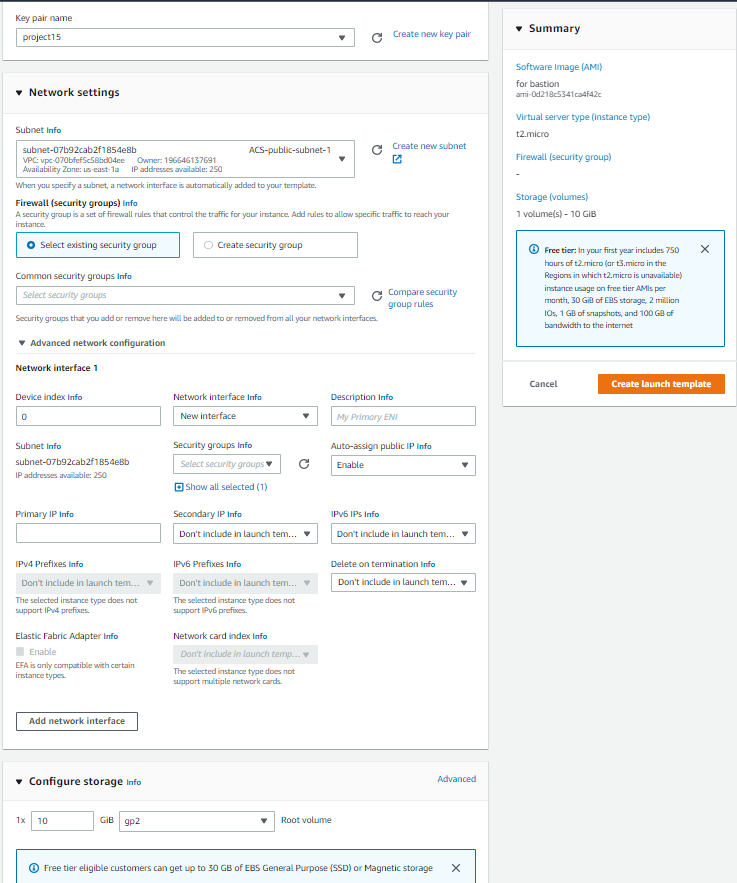 Key pair name
project15
Create new key pair
Network settings
Subnet Info
subnet-07b92cab2f1854e8b ACS-public-subnet-1
VPC: vpc-070bfef5c58bd04ee Owner: 196646137691
Availability Zone: us-east-1a IP addresses available: 250
Create new subnet
When you specify a subnet, a network interface is automatically added to your template.
Firewall (security groups) Info
A security group is a set of firewall rules that control the traffic for your instance. Add rules to allow specific traffic to reach your
instance.
Select existing security group
Create security group
Common security groups Info
Select security groups
Compare security
group rules
Security groups that you add or remove here will be added to or removed from all your network interfaces.
Advanced network configuration
Network interface 1
Device index Info
0
Network interface Info
New interface
Description Info
My Primary ENI
Subnet Info
subnet-07b92cab2f1854e8b
IP addresses available: 250
Security groups Info
Select security groups
Show all selected (1)
Auto-assign public IP Info
Enable
Primary IP Info
Secondary IP Info
Don't include in launch tem...
IPv6 IPs Info
Don't include in launch tem...
IPv4 Prefixes Info
Don't include in launch tem...
The selected instance type does not
support IPv4 prefixes.
IPv6 Prefixes Info
Don't include in launch tem...
The selected instance type does not
support IPv6 prefixes.
Delete on termination Info
Don't include in launch tem...
Elastic Fabric Adapter Info
Enable
EFA is only compatible with certain
instance types.
Network card index Info
Don't include in launch temp...
The selected instance type does not
support multiple network cards.
Add network interface
Configure storage Info
Advanced
1x 10 GiB gp2 Root volume
Free tier eligible customers can get up to 30 GB of EBS General Purpose (SSD) or Magnetic storage
Summary
Software Image (AMI)
for bastion
ami-0d218c5341ca4f42c
Virtual server type (instance type)
t2.micro
Firewall (security group)
-
Storage (volumes)
1 volume(s) - 10 GiB
Free tier: In your first year includes 750
hours of t2.micro (or t3.micro in the
Regions in which t2.micro is unavailable)
instance usage on free tier AMIs per
month, 30 GiB of EBS storage, 2 million
IOs, 1 GB of snapshots, and 100 GB of
bandwidth to the internet
Cancel
Create launch template